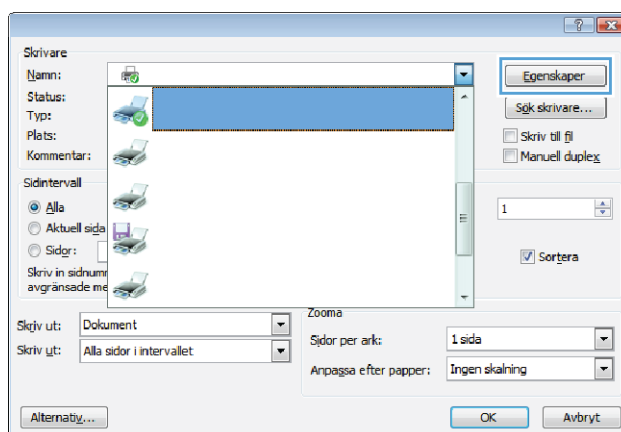 Skrivare
Namn:
Egenskaper
Status:
Sök skrivare...
Typ:
Plats:
Skriv till fil
Kommentar:
Manuell duplex
Sidintervall
Alla
1
Aktuell sida
Sidor:
Sortera
Skriv in sidnumr
avgränsade me
Zooma
Skriv ut: Dokument
Sidor per ark: 1 sida
Skriv ut: Alla sidor i intervallet
Anpassa efter papper: Ingen skalning
Alternativ...
OK
Avbryt